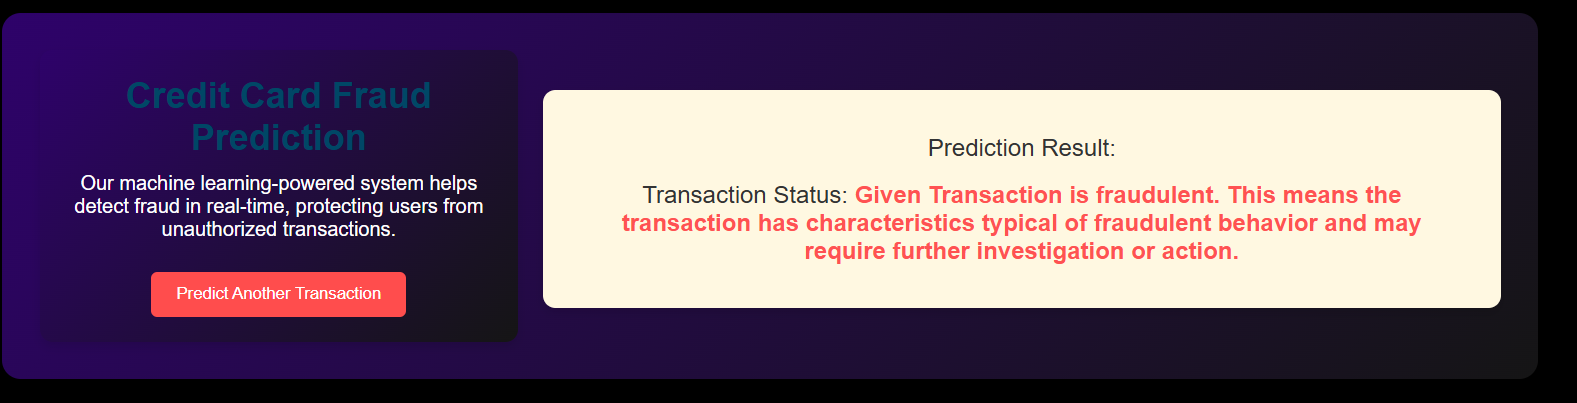 Credit Card Fraud
Prediction
Our machine learning-powered system helps
detect fraud in real-time, protecting users from
unauthorized transactions.
Predict Another Transaction
Prediction Result:
Transaction Status: Given Transaction is fraudulent. This means the
transaction has characteristics typical of fraudulent behavior and may
require further investigation or action.